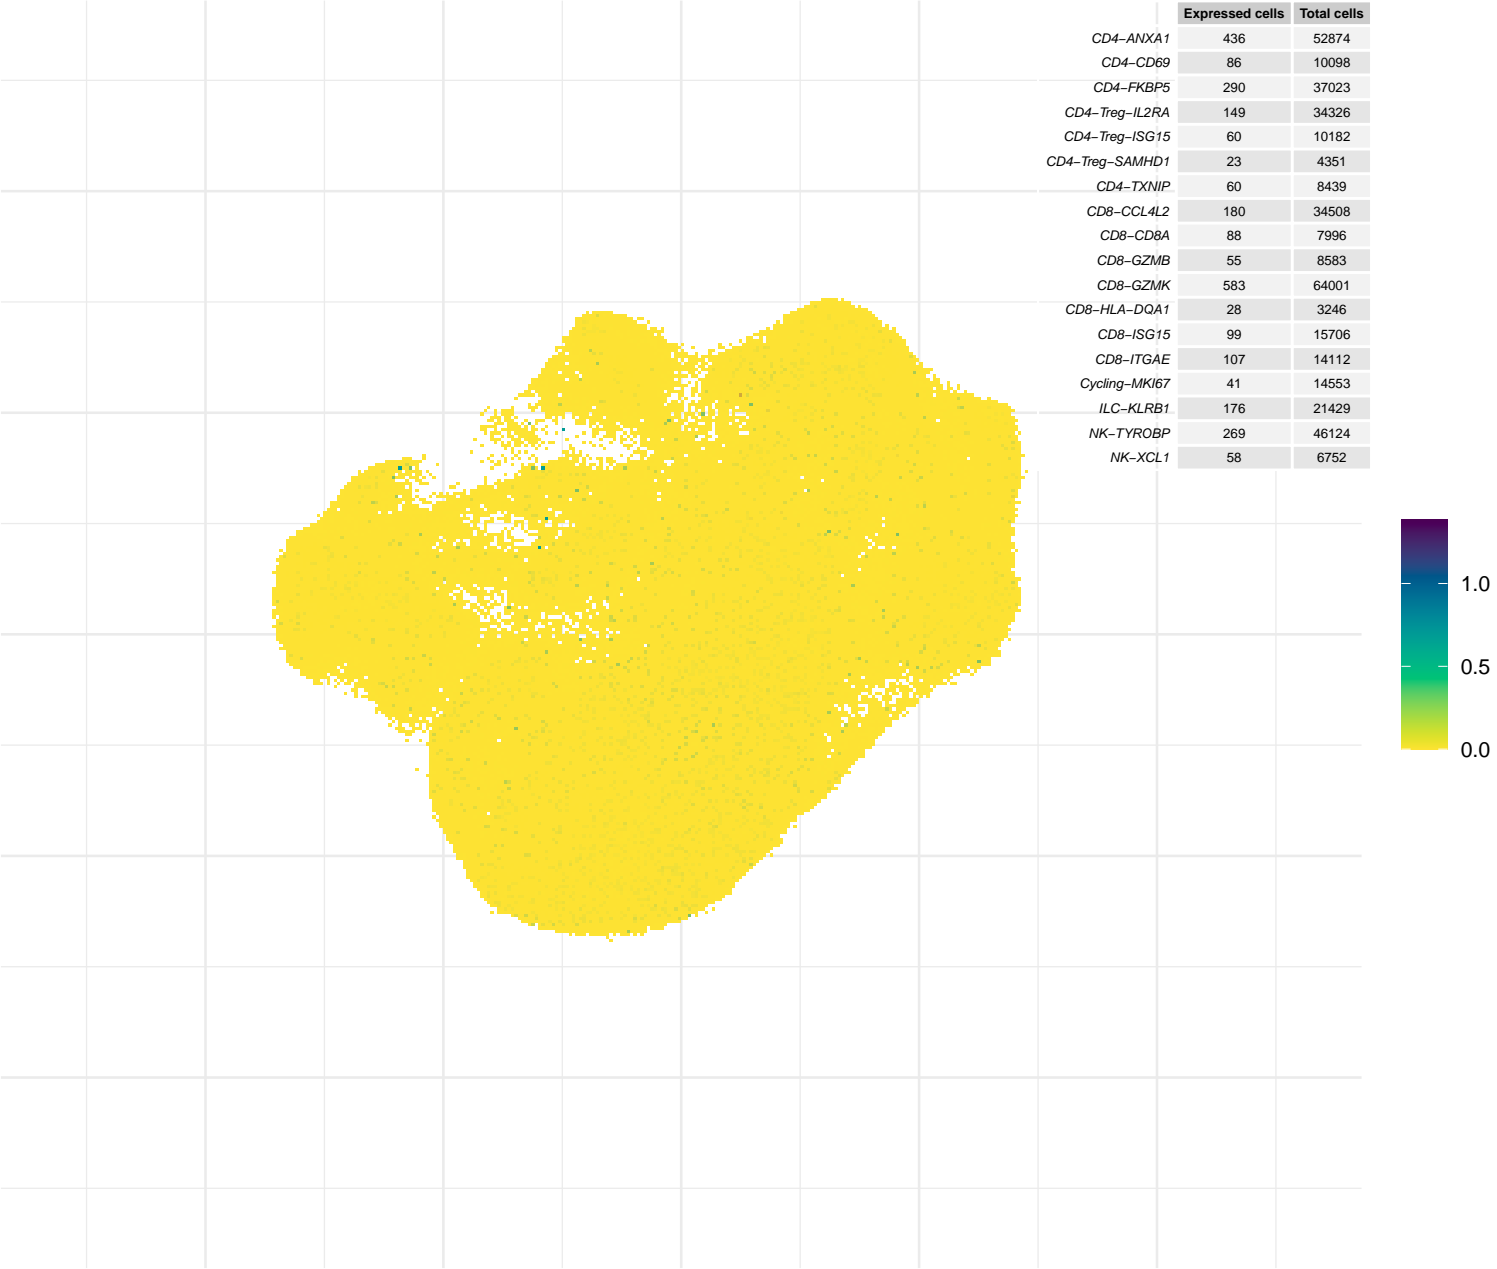 Expressed cells Total cells
CD4−ANXA1 436 52874
CD4−CD69 86 10098
CD4−FKBP5 290 37023
CD4−Treg−IL2RA 149 34326
CD4−Treg−ISG15 60 10182
CD4−Treg−SAMHD1 23 4351
CD4−TXNIP 60 8439
CD8−CCL4L2 180 34508
CD8−CD8A 88 7996
CD8−GZMB 55 8583
CD8−GZMK 583 64001
CD8−HLA−DQA1 28 3246
CD8−ISG15 99 15706
CD8−ITGAE 107 14112
Cycling−MKI67 41 14553
ILC−KLRB1 176 21429
NK−TYROBP 269 46124
NK−XCL1 58 6752
1.0
0.5
0.0